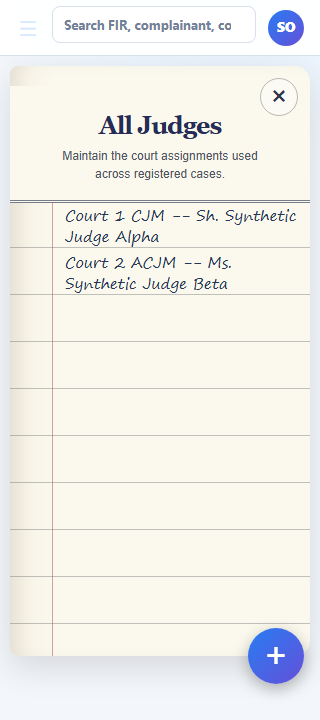 Search FIR, complainant, co
SO
All Judges
Maintain the court assignments used
across registered cases.
Court 1 CJM -- Sh. Synthetic
Judge Alpha
Court 2 ACJM -- Ms.
Synthetic Judge Beta